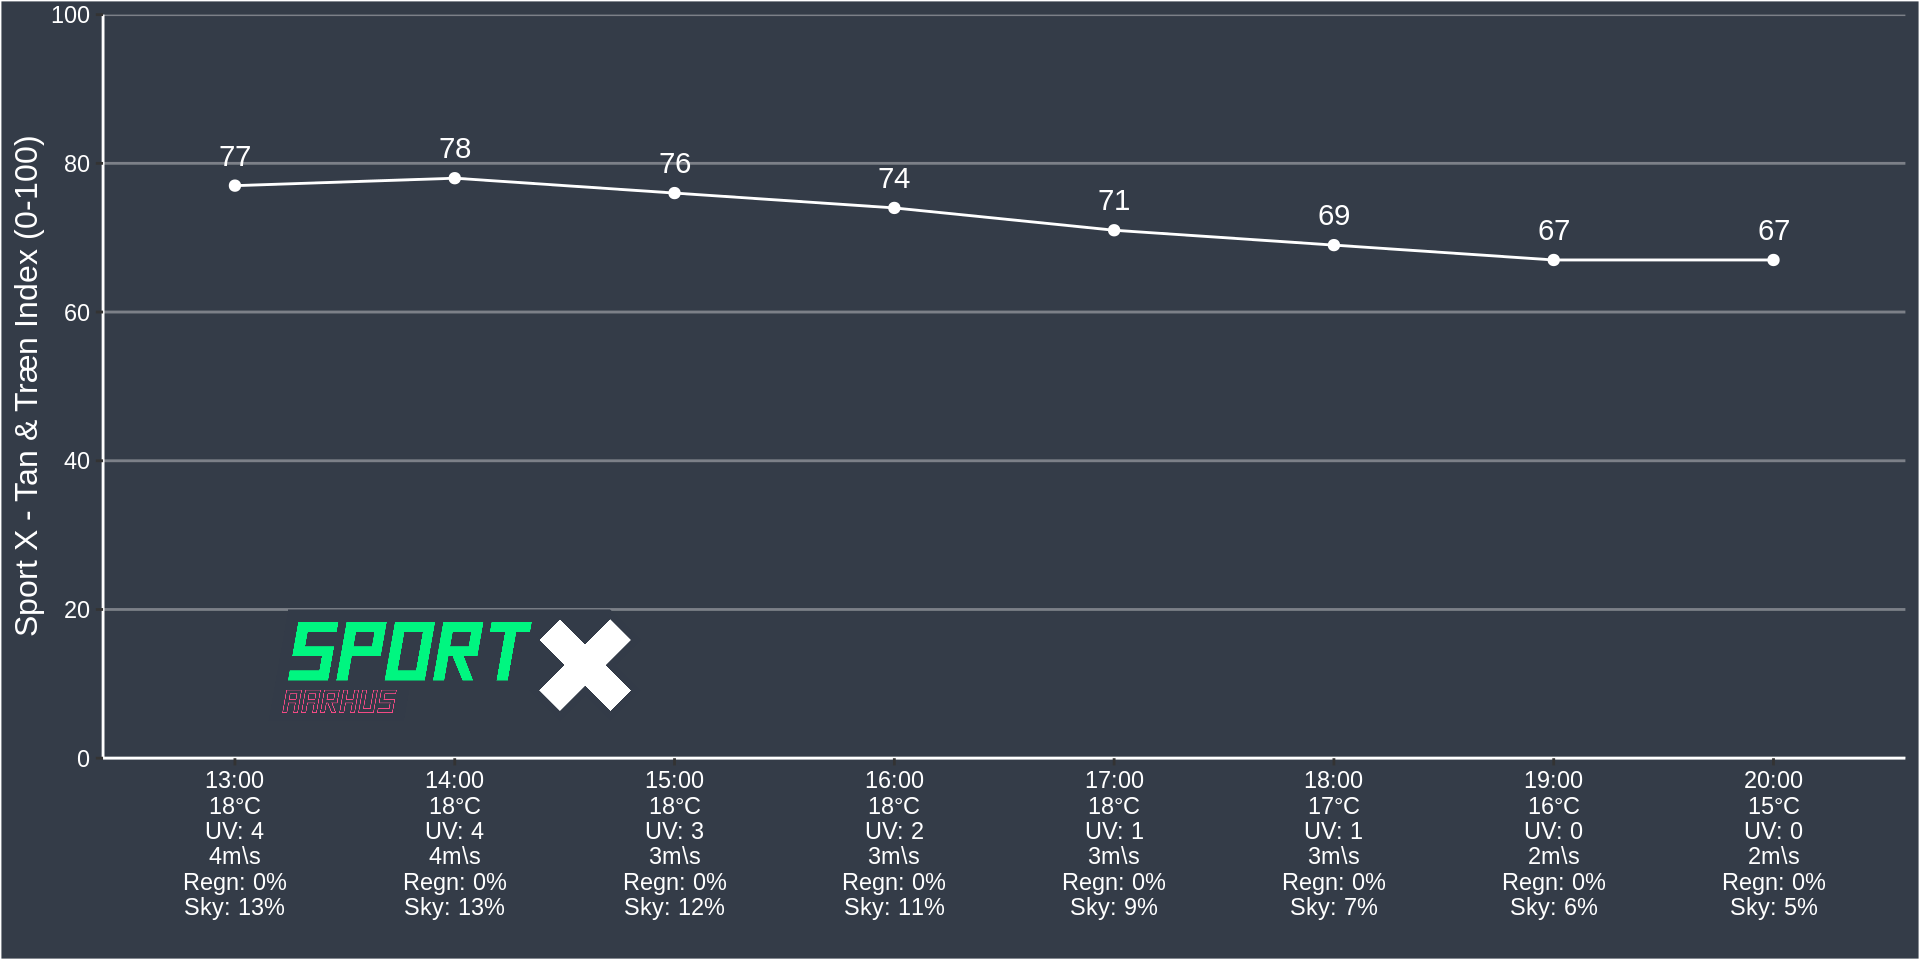 Sport X - Tan & Træn Index (0-100)
100
80
60
40
20
0
77
78
76
74
71
69
67
67
SPORT X
AARHUS
13:00
18°C
UV: 4
4m\s
Regn: 0%
Sky: 13%
14:00
18°C
UV: 4
4m\s
Regn: 0%
Sky: 13%
15:00
18°C
UV: 3
3m\s
Regn: 0%
Sky: 12%
16:00
18°C
UV: 2
3m\s
Regn: 0%
Sky: 11%
17:00
18°C
UV: 1
3m\s
Regn: 0%
Sky: 9%
18:00
17°C
UV: 1
3m\s
Regn: 0%
Sky: 7%
19:00
16°C
UV: 0
2m\s
Regn: 0%
Sky: 6%
20:00
15°C
UV: 0
2m\s
Regn: 0%
Sky: 5%